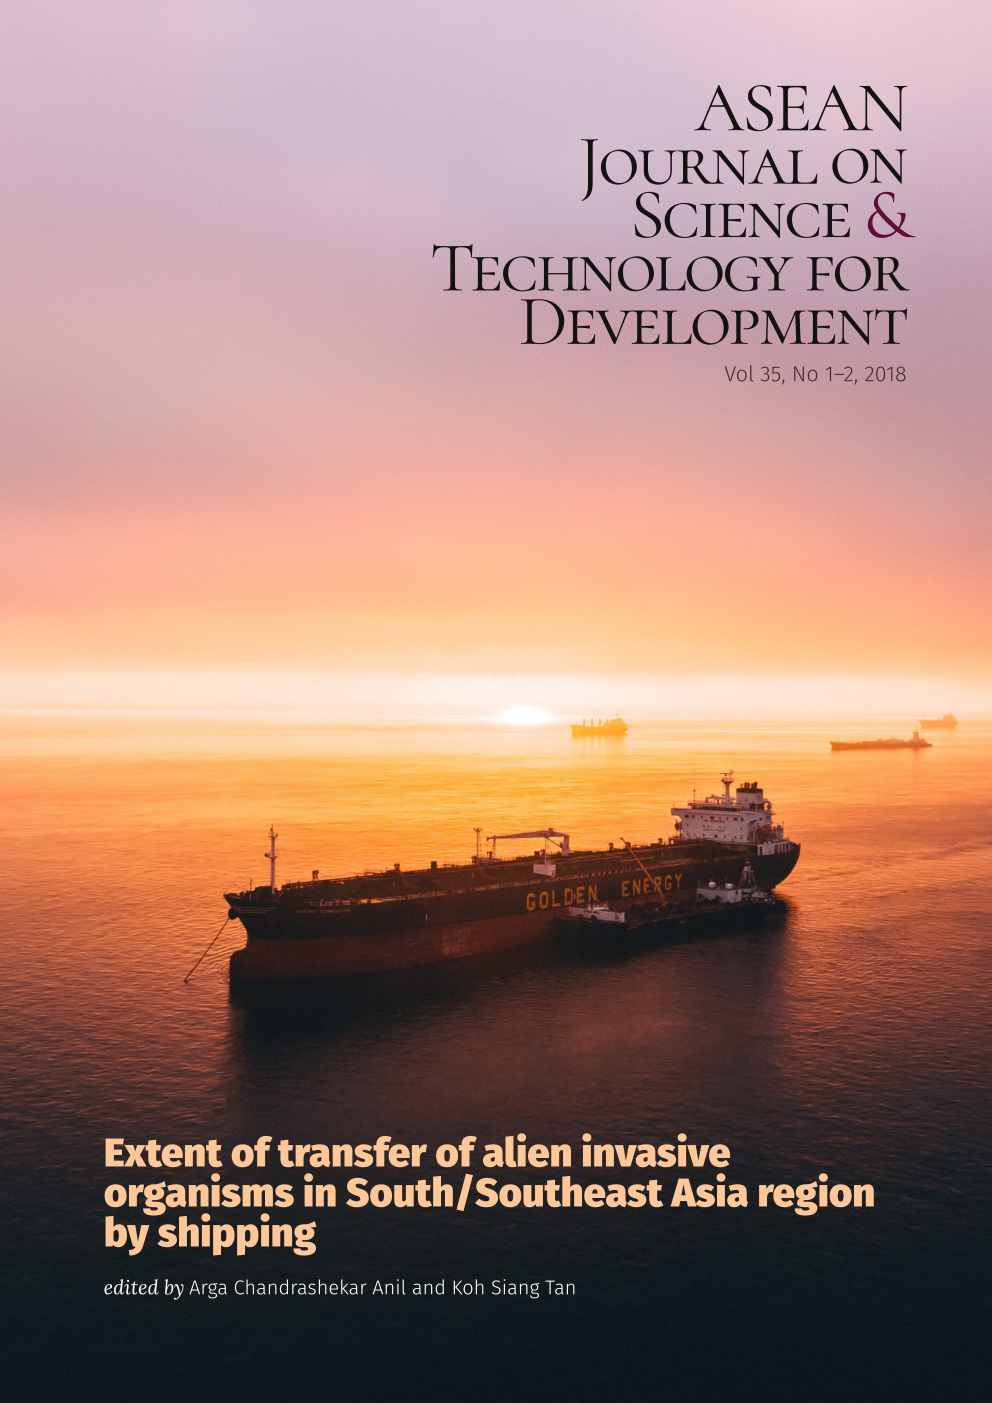 ASEAN
JOURNAL ON
SCIENCE &
TECHNOLOGY FOR
DEVELOPMENT
Vol 35, No 1–2, 2018
GOLDEN ENERGY
Extent of transfer of alien invasive
organisms in South/Southeast Asia region
by shipping
edited by Arga Chandrashekar Anil and Koh Siang Tan